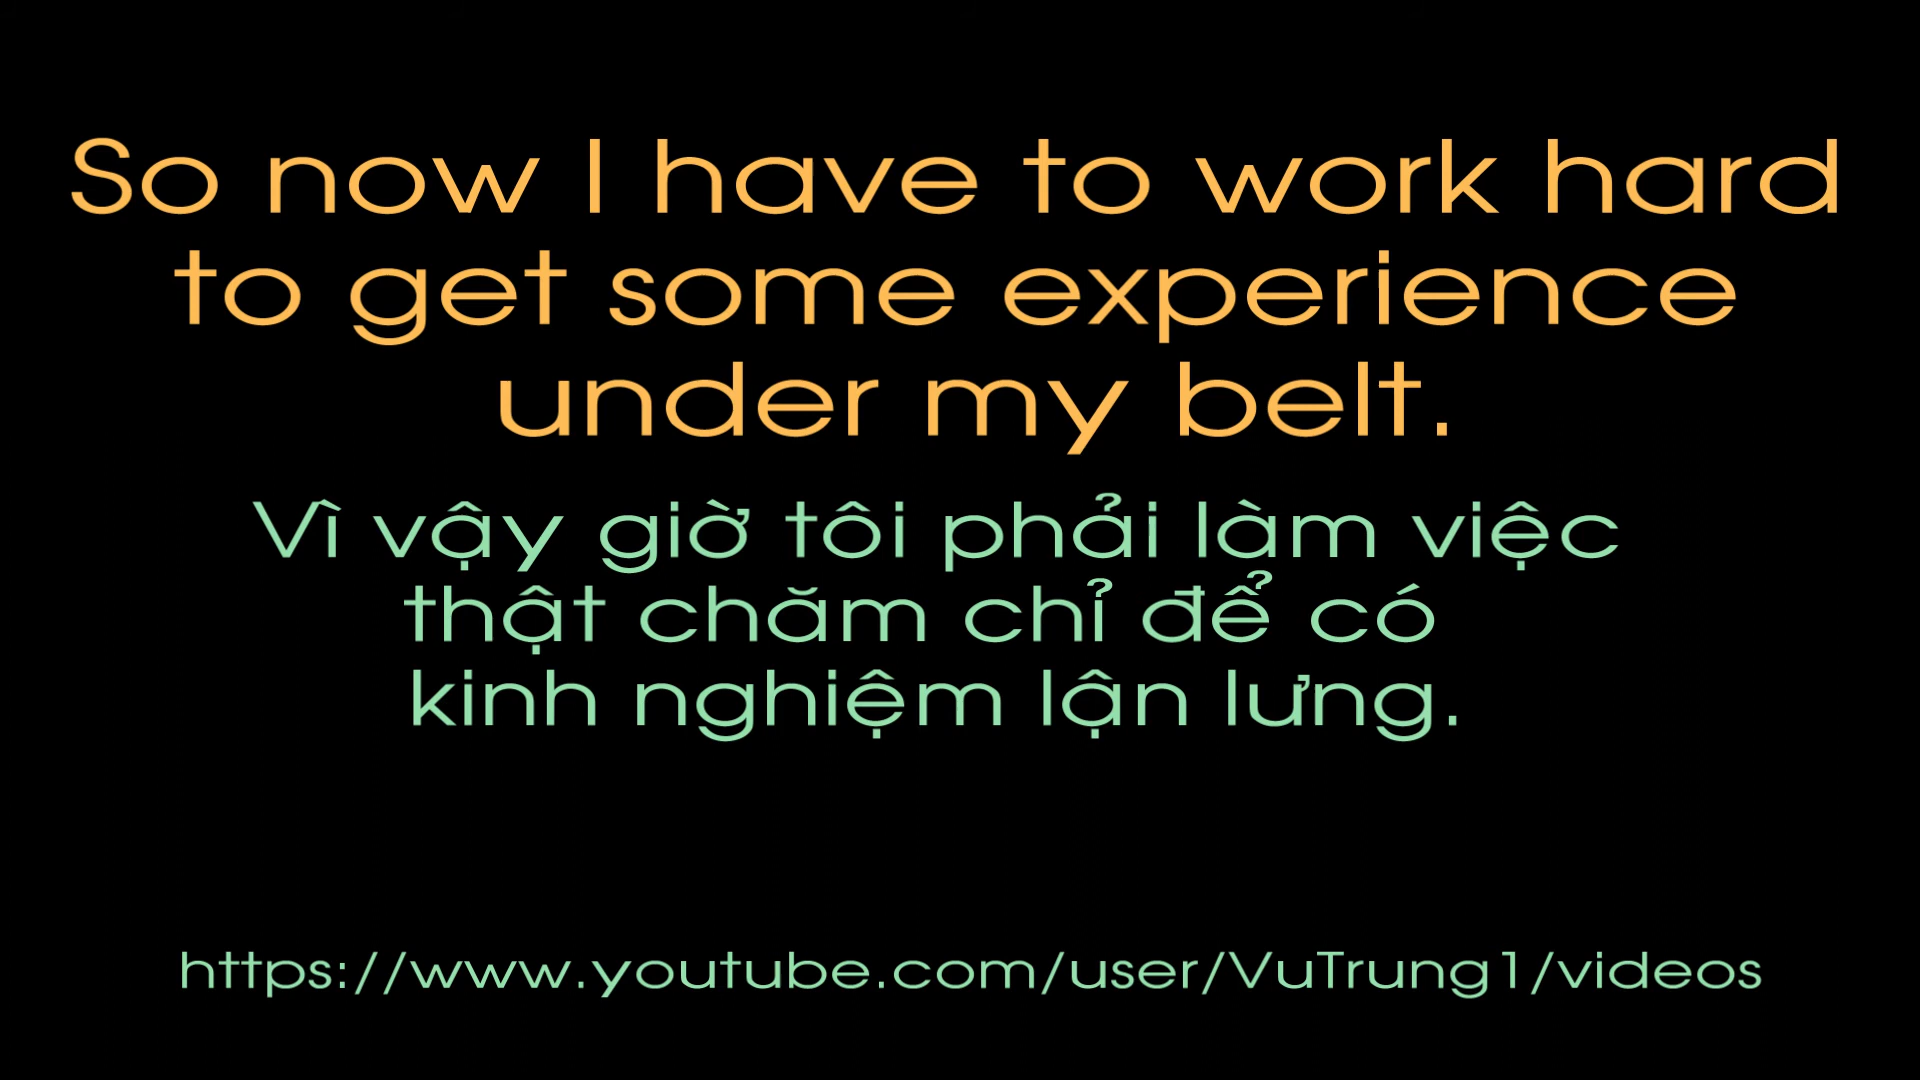 So now I have to work hard
to get some experience
under my belt.
Vì vậy giờ tôi phải làm việc
thật chăm chỉ để có
kinh nghiệm lận lưng.
https://www.youtube.com/user/VuTrung1/videos